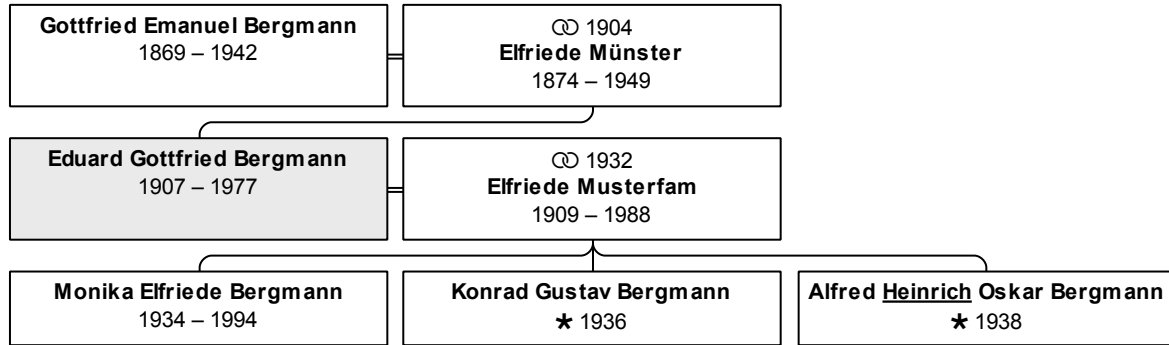 Gottfried Emanuel Bergmann
1869 – 1942
⚭ 1904
Elfriede Münster
1874 – 1949
Eduard Gottfried Bergmann
1907 – 1977
⚭ 1932
Elfriede Musterfam
1909 – 1988
Monika Elfriede Bergmann
1934 – 1994
Konrad Gustav Bergmann
★ 1936
Alfred Heinrich Oskar Bergmann
★ 1938